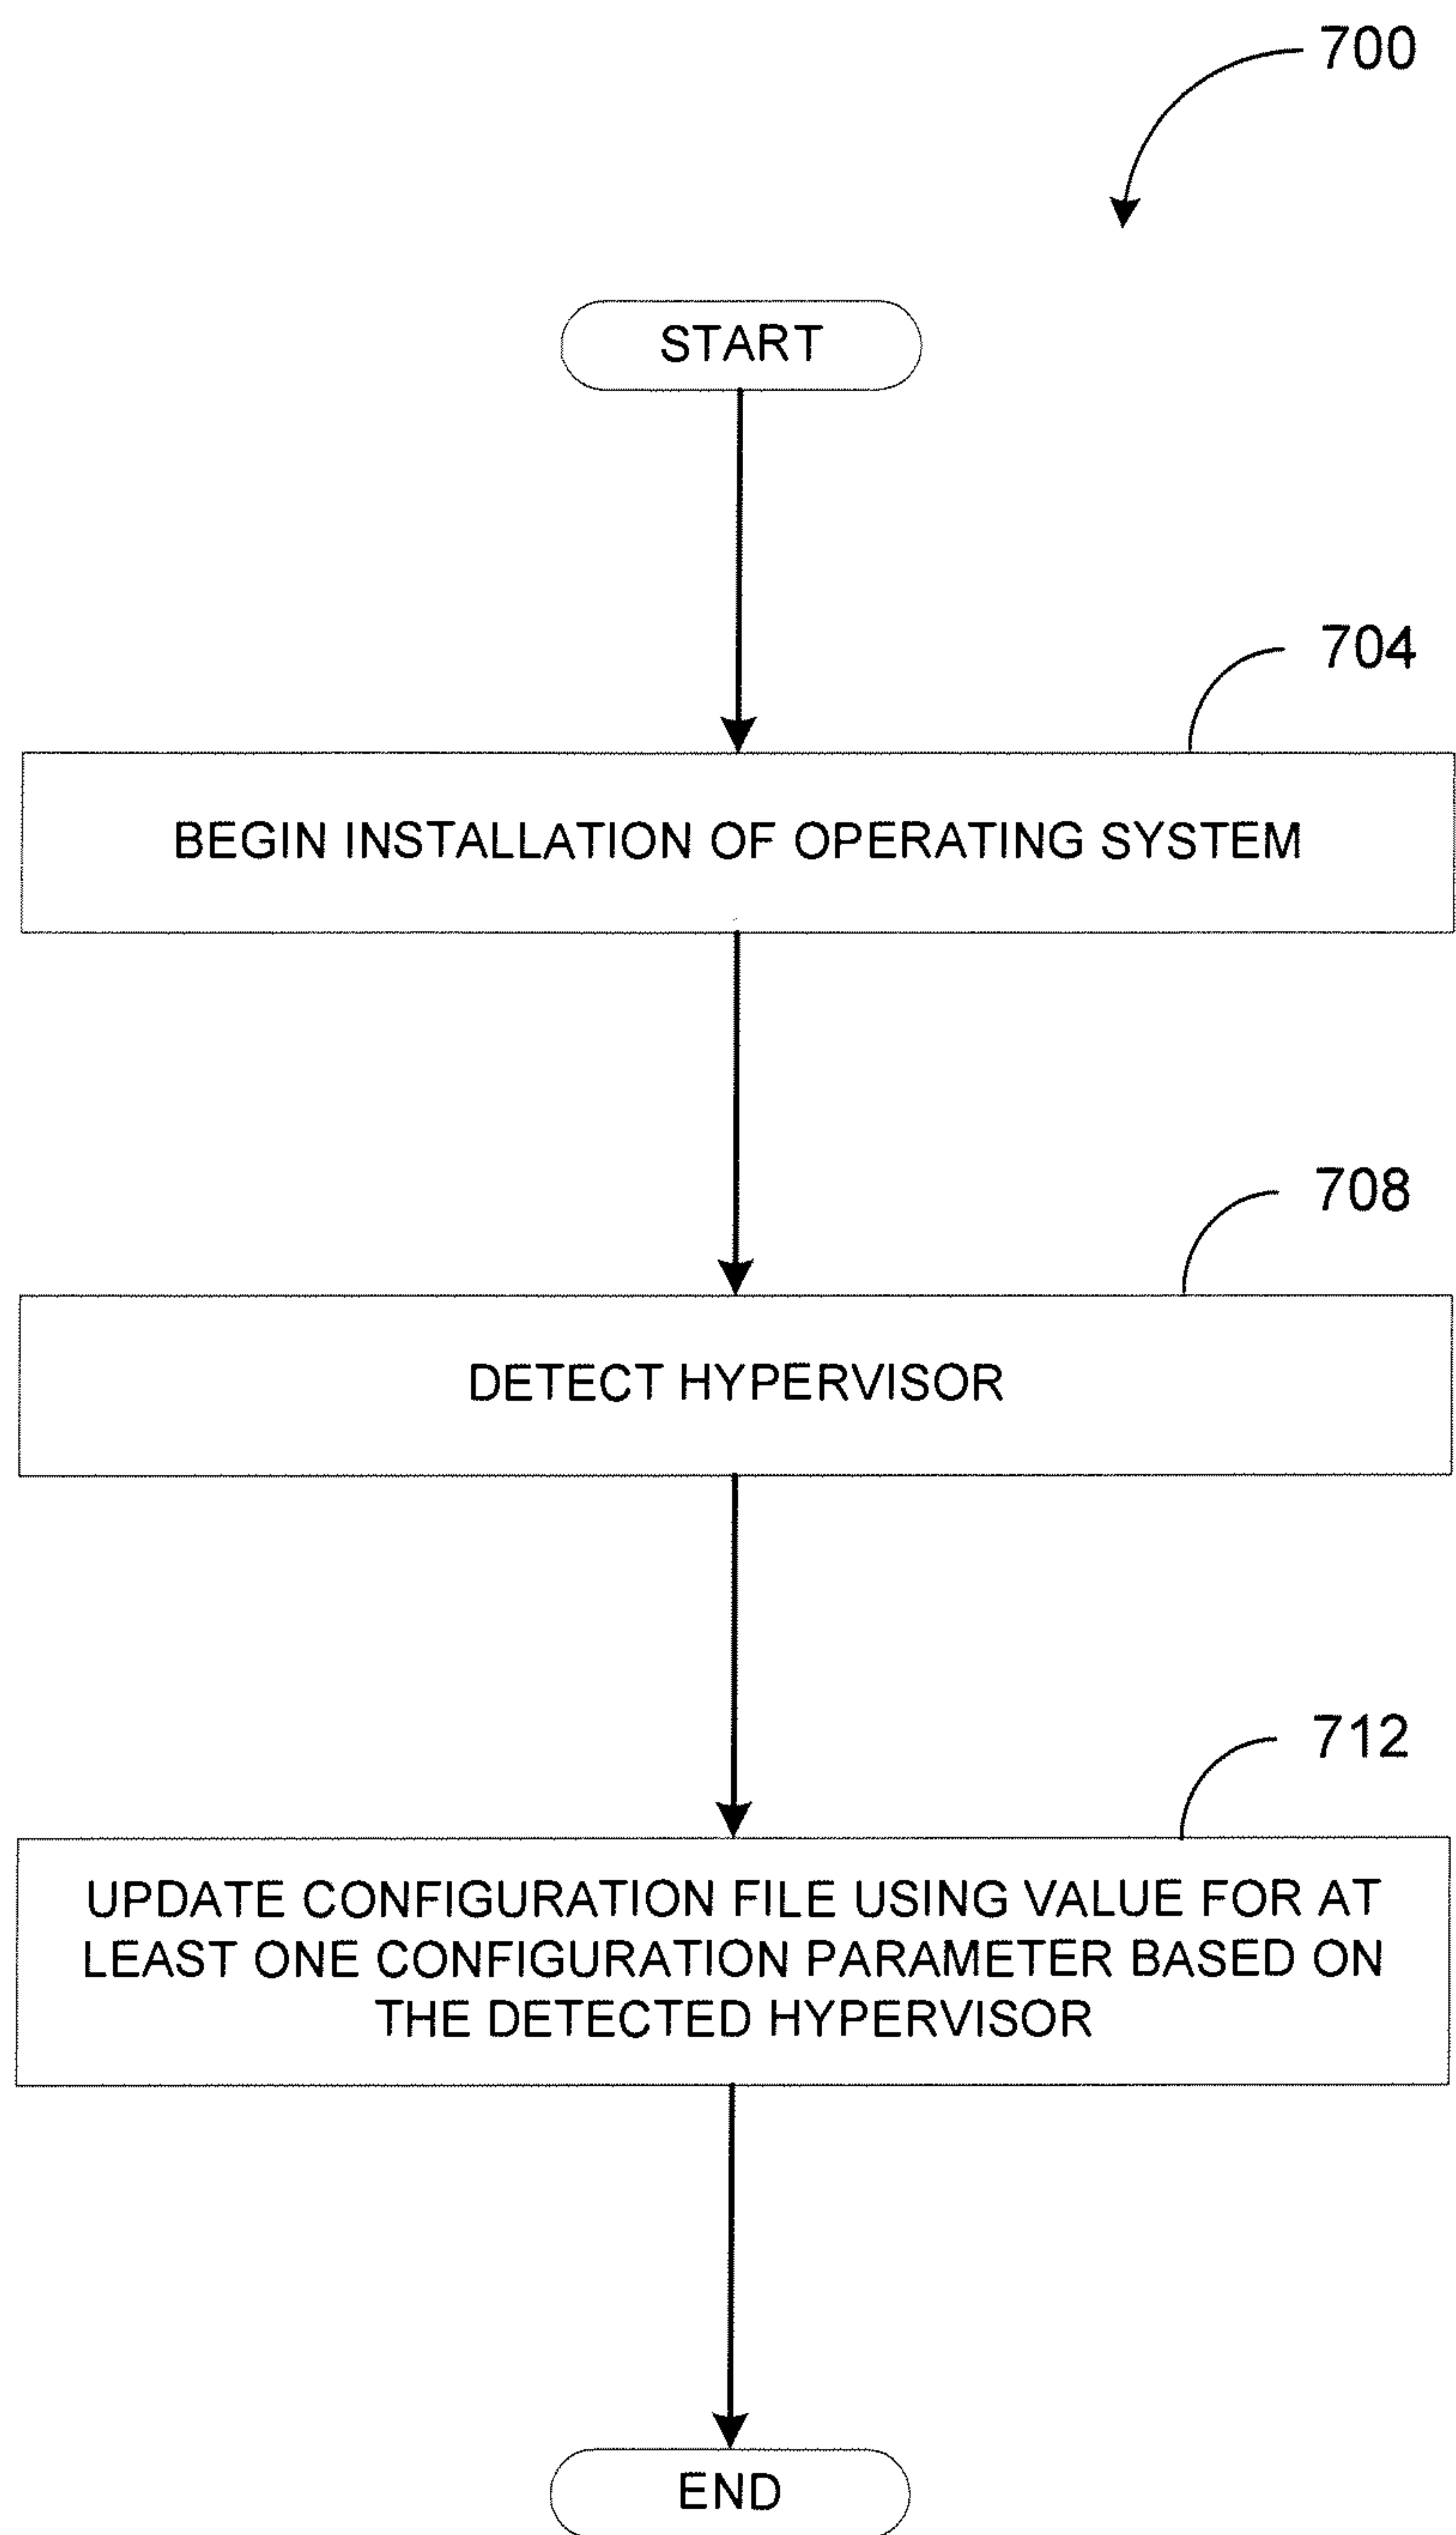 700
START
704
BEGIN INSTALLATION OF OPERATING SYSTEM
708
DETECT HYPERVISOR
712
UPDATE CONFIGURATION FILE USING VALUE FOR AT
LEAST ONE CONFIGURATION PARAMETER BASED ON
THE DETECTED HYPERVISOR
END